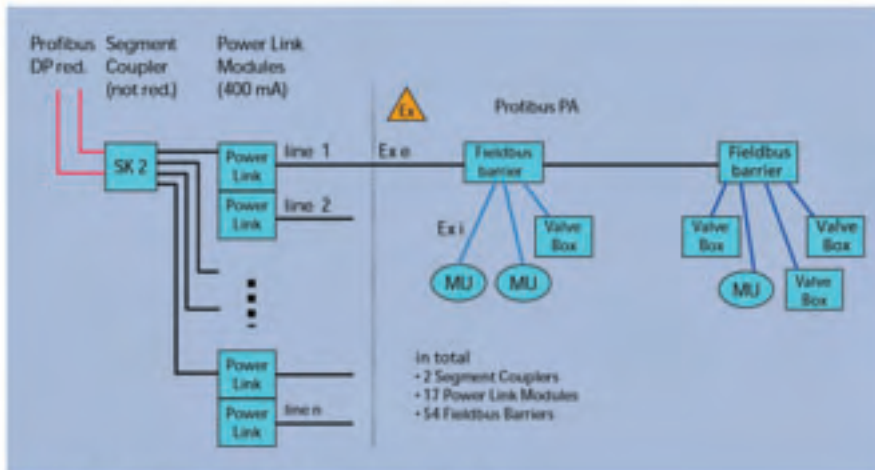 Profibus
DP red.
Segment
Coupler
(not red.)
Power Link
Modules
(400 mA)
Ex
Profibus PA
SK 2
Power
Link
line 1
Ex e
Fieldbus
barrier
Fieldbus
barrier
Power
Link
line 2
Ex i
Valve
Box
MU
MU
Valve
Box
Valve
Box
MU
Valve
Box
Power
Link
Power
Link
line n
in total
• 2 Segment Couplers
• 17 Power Link Modules
• 54 Fieldbus Barriers